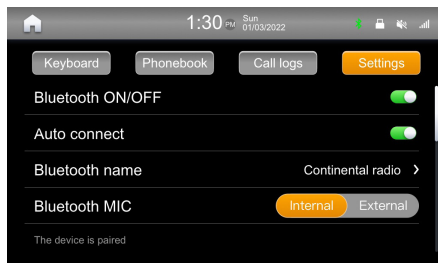 1:30 PM Sun
01/03/2022
Keyboard Phonebook Call logs Settings
Bluetooth ON/OFF
Auto connect
Bluetooth name Continental radio
Bluetooth MIC Internal External
The device is paired